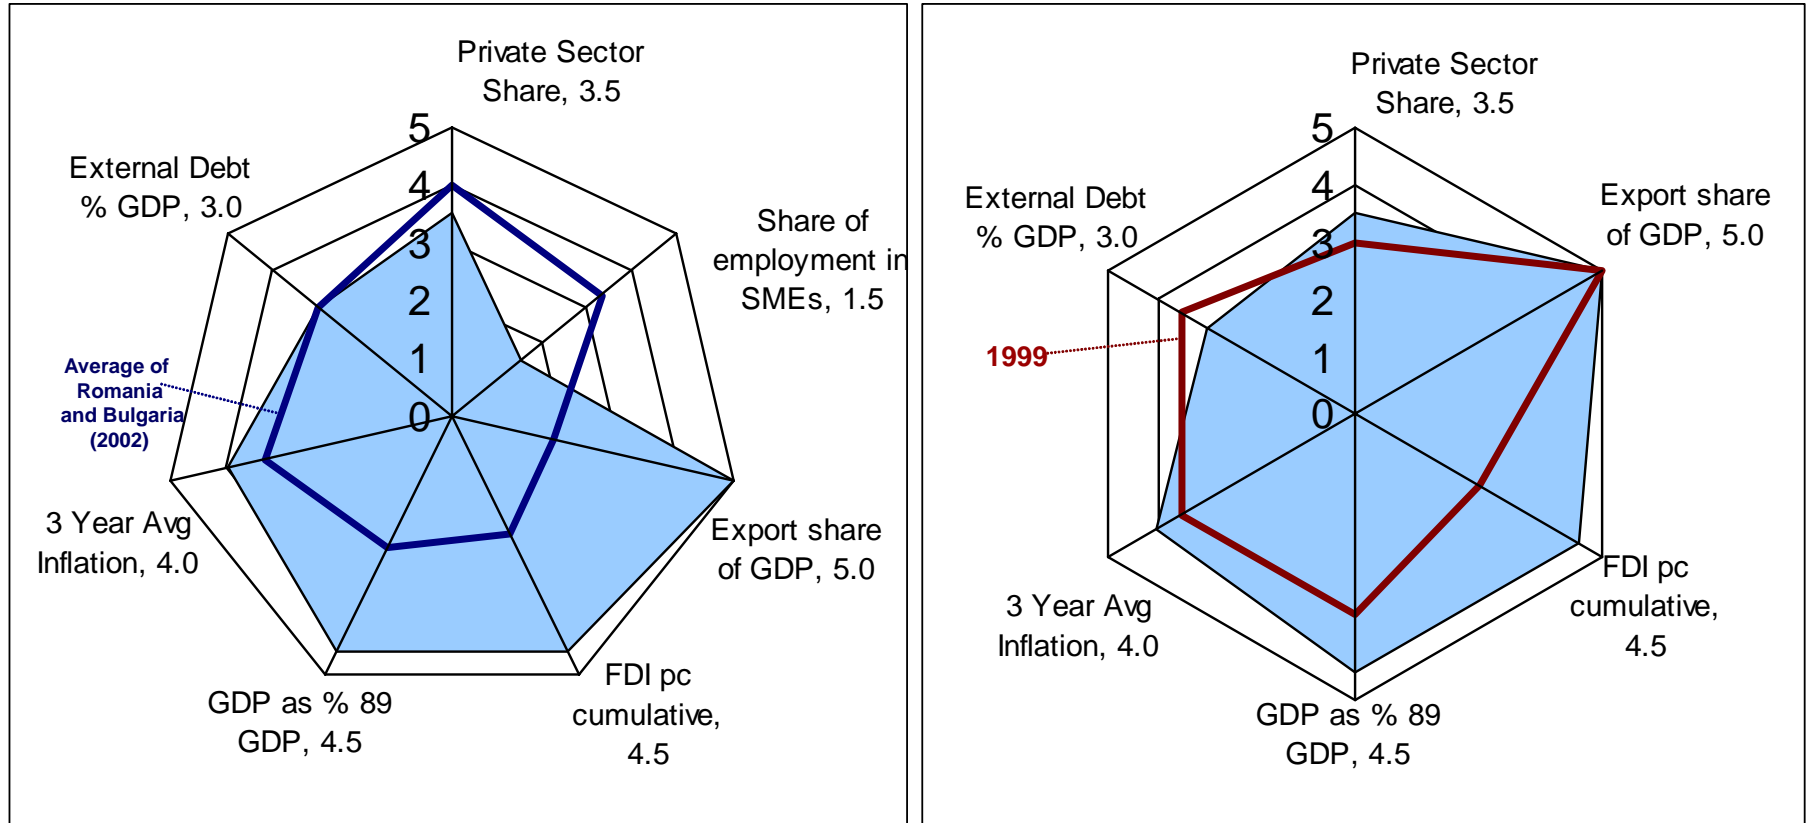 Private Sector
Share, 3.5
5
4
3
2
1
0
External Debt
% GDP, 3.0
Share of
employment in
SMEs, 1.5
Average of
Romania
and Bulgaria
(2002)
3 Year Avg
Inflation, 4.0
Export share
of GDP, 5.0
GDP as % 89
GDP, 4.5
FDI pc
cumulative,
4.5
Private Sector
Share, 3.5
5
4
3
2
1
0
External Debt
% GDP, 3.0
Export share
of GDP, 5.0
1999
3 Year Avg
Inflation, 4.0
FDI pc
cumulative,
4.5
GDP as % 89
GDP, 4.5